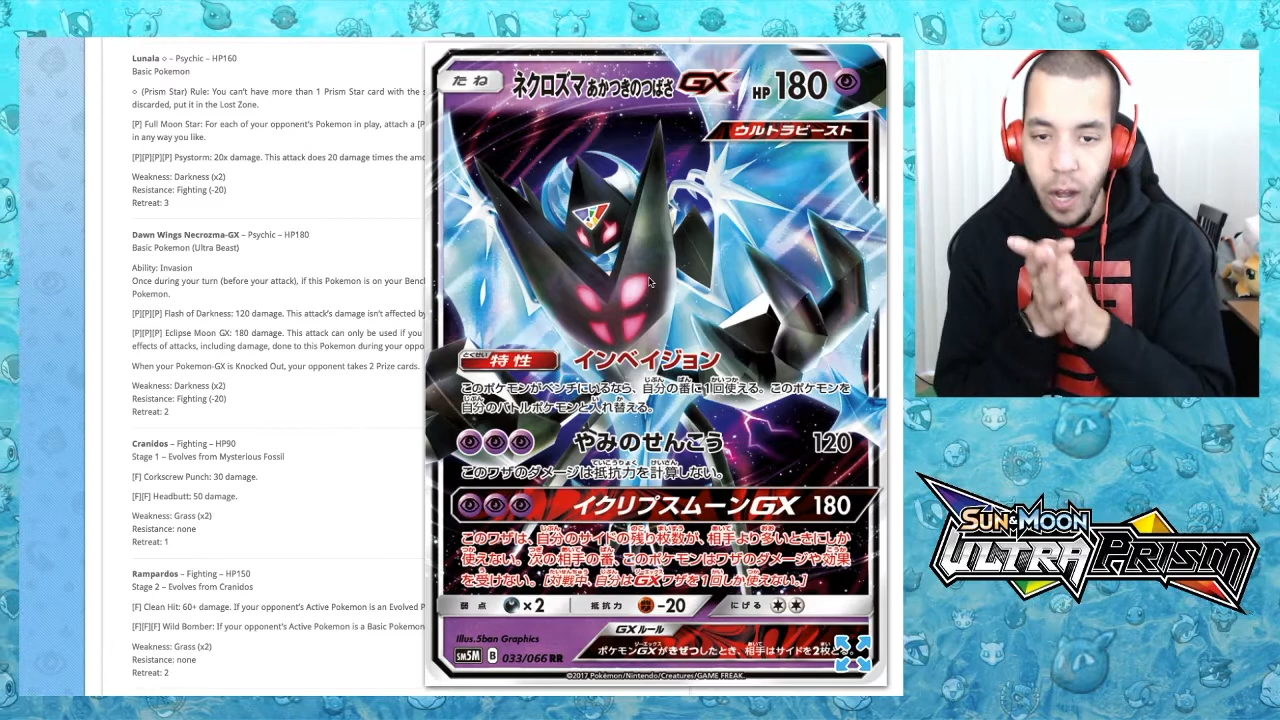 Lunala ◇ – Psychic – HP160
Basic Pokemon
◇ (Prism Star) Rule: You can't have more than 1 Prism Star card with the s
discarded, put it in the Lost Zone.
[P] Full Moon Star: For each of your opponent's Pokemon in play, attach a [P
in any way you like.
[P][P][P][P] Psystorm: 20x damage. This attack does 20 damage times the amo
Weakness: Darkness (x2)
Resistance: Fighting (-20)
Retreat: 3
Dawn Wings Necrozma-GX – Psychic – HP180
Basic Pokemon (Ultra Beast)
Ability: Invasion
Once during your turn (before your attack), if this Pokemon is on your Benc
Pokemon.
[P][P][P] Flash of Darkness: 120 damage. This attack's damage isn't affected by
[P][P][P] Eclipse Moon GX: 180 damage. This attack can only be used if you
effects of attacks, including damage, done to this Pokemon during your oppo
When your Pokemon-GX is Knocked Out, your opponent takes 2 Prize cards.
Weakness: Darkness (x2)
Resistance: Fighting (-20)
Retreat: 2
Cranidos – Fighting – HP90
Stage 1 – Evolves from Mysterious Fossil
[F] Corkscrew Punch: 30 damage.
[F][F] Headbutt: 50 damage.
Weakness: Grass (x2)
Resistance: none
Retreat: 1
Rampardos – Fighting – HP150
Stage 2 – Evolves from Cranidos
[F] Clean Hit: 60+ damage. If your opponent's Active Pokemon is an Evolved P
[F][F][F] Wild Bomber: If your opponent's Active Pokemon is a Basic Pokemon
Weakness: Grass (x2)
Resistance: none
Retreat: 2
たね ネクロズマ あかつきのつばさ GX HP 180
ウルトラビースト
とくせい
特性 インベイジョン
このポケモンがベンチにいるなら、自分の番に1回使える。このポケモンを
自分のバトルポケモンと入れ替える。
やみのせんこう 120
このワザのダメージは抵抗力を計算しない。
イクリプスムーンGX 180
このワザは、自分のサイドの残り枚数が、相手より多いときにしか
使えない。次の相手の番、このポケモンはワザのダメージや効果
を受けない。[対戦中、自分はGXワザを1回しか使えない。]
弱点 ×2 抵抗力 -20 にげる
Illus.5ban Graphics
GXルール
ポケモンGXがきぜつしたとき、相手はサイドを2枚とる。
SM5M B 033/066 RR
©2017 Pokémon/Nintendo/Creatures/GAME FREAK.
SUN & MOON
ULTRA PRISM